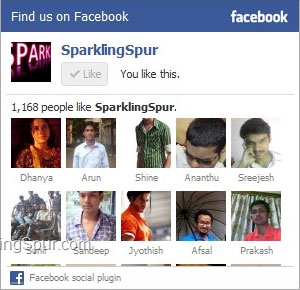 Find us on Facebook
facebook
SPARK
SparklingSpur
Like
You like this.
1,168 people like SparklingSpur.
Dhanya Arun Shine Ananthu Sreejesh
Sunil Sandeep Jyothish Afsal Prakash
ngspur.com
Facebook social plugin